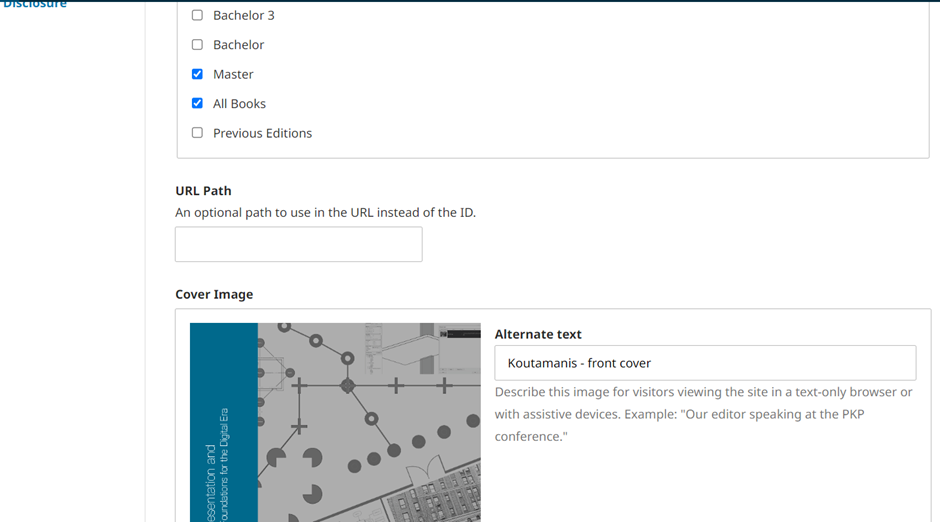 Disclosure
Bachelor 3
Bachelor
Master
All Books
Previous Editions
URL Path
An optional path to use in the URL instead of the ID.
Cover Image
Alternate text
Koutamanis - front cover
Describe this image for visitors viewing the site in a text-only browser or
with assistive devices. Example: "Our editor speaking at the PKP
conference."
esentation and
oundations for the Digital Era